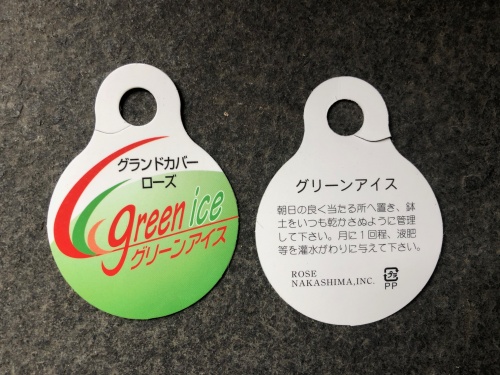 グランドカバー
ローズ
green ice
グリーンアイス
グリーンアイス
朝日の良く当たる所へ置き、鉢
土をいつも乾かさぬように管理
して下さい。月に1回程、液肥
等を灌水がわりに与えて下さい。
ROSE
NAKASHIMA,INC.
プラ
PP